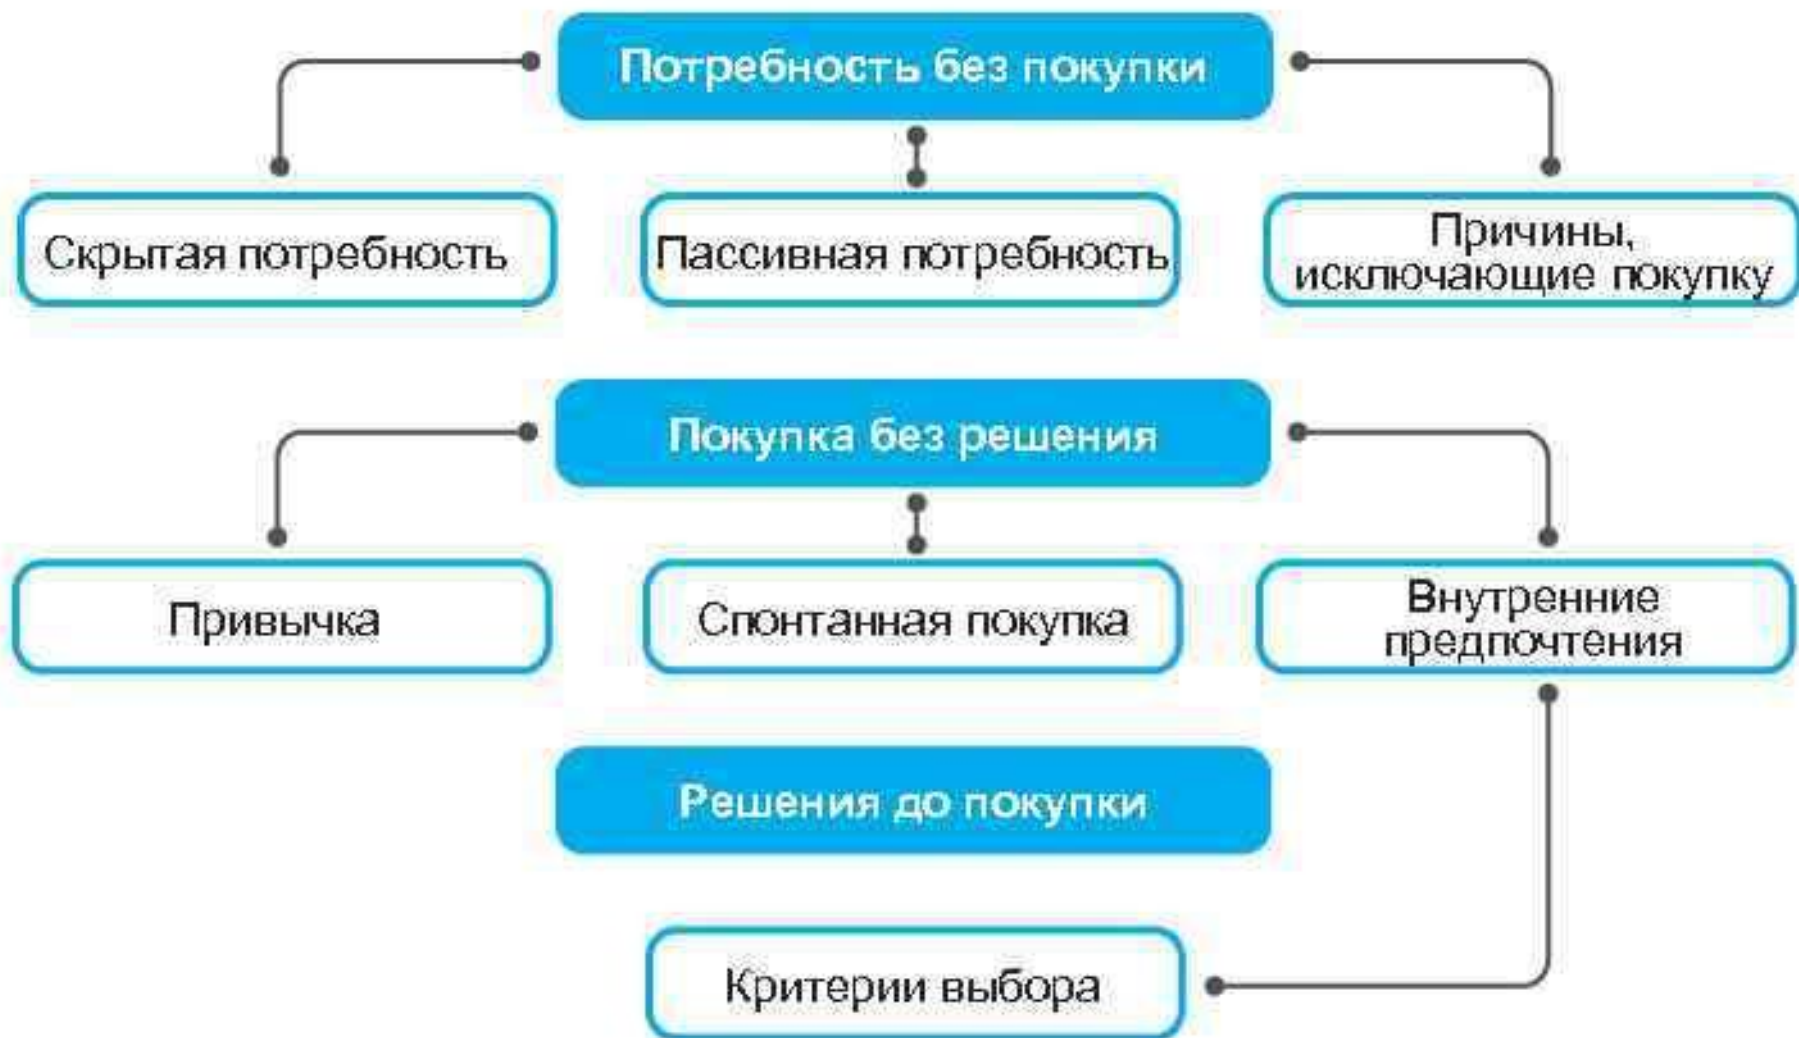 Потребность без покупки
Скрытая потребность
Пассивная потребность
Причины,
исключающие покупку
Покупка без решения
Привычка
Спонтанная покупка
Внутренние
предпочтения
Решения до покупки
Критерии выбора